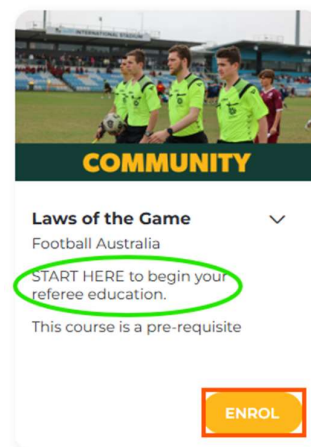 INTERNATIONAL STADIUM
COMMUNITY
Laws of the Game
Football Australia
START HERE to begin your
referee education.
This course is a pre-requisite
ENROL